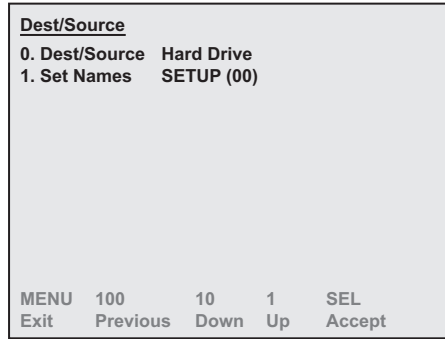 Dest/Source
0. Dest/Source Hard Drive
1. Set Names SETUP (00)
MENU 100 10 1 SEL
Exit Previous Down Up Accept